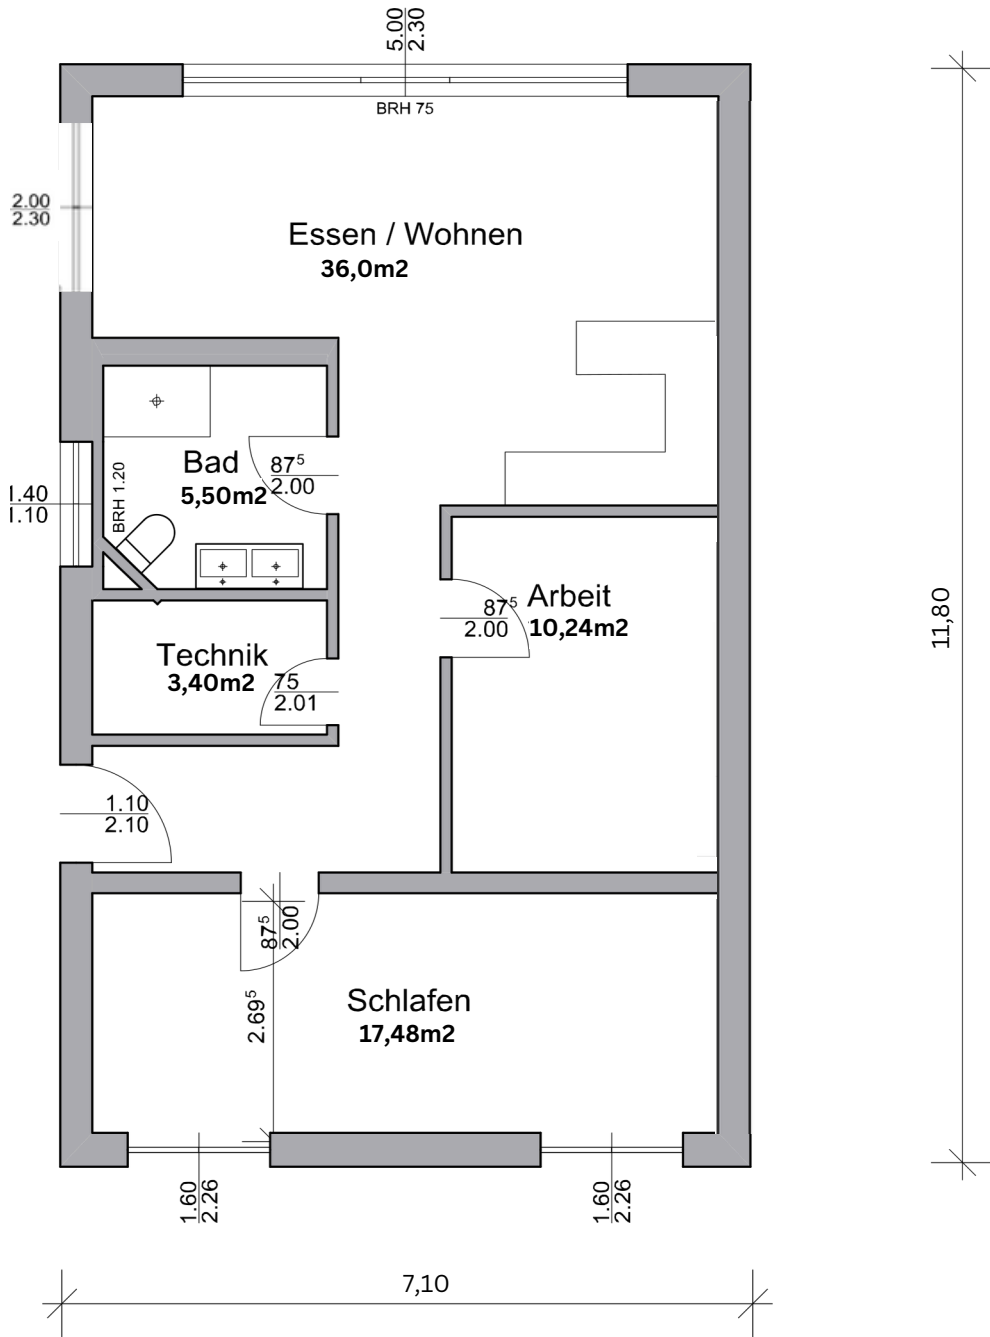 5.00
2.30
BRH 75
2.00
2.30
Essen / Wohnen
36,0m2
Bad
5,50m2
87⁵
2.00
BRH 1.20
1.40
1.10
Arbeit
10,24m2
87⁵
2.00
11,80
Technik
3,40m2
75
2.01
1.10
2.10
87⁵
2.00
2.69⁵
Schlafen
17,48m2
1.60
2.26
1.60
2.26
7,10